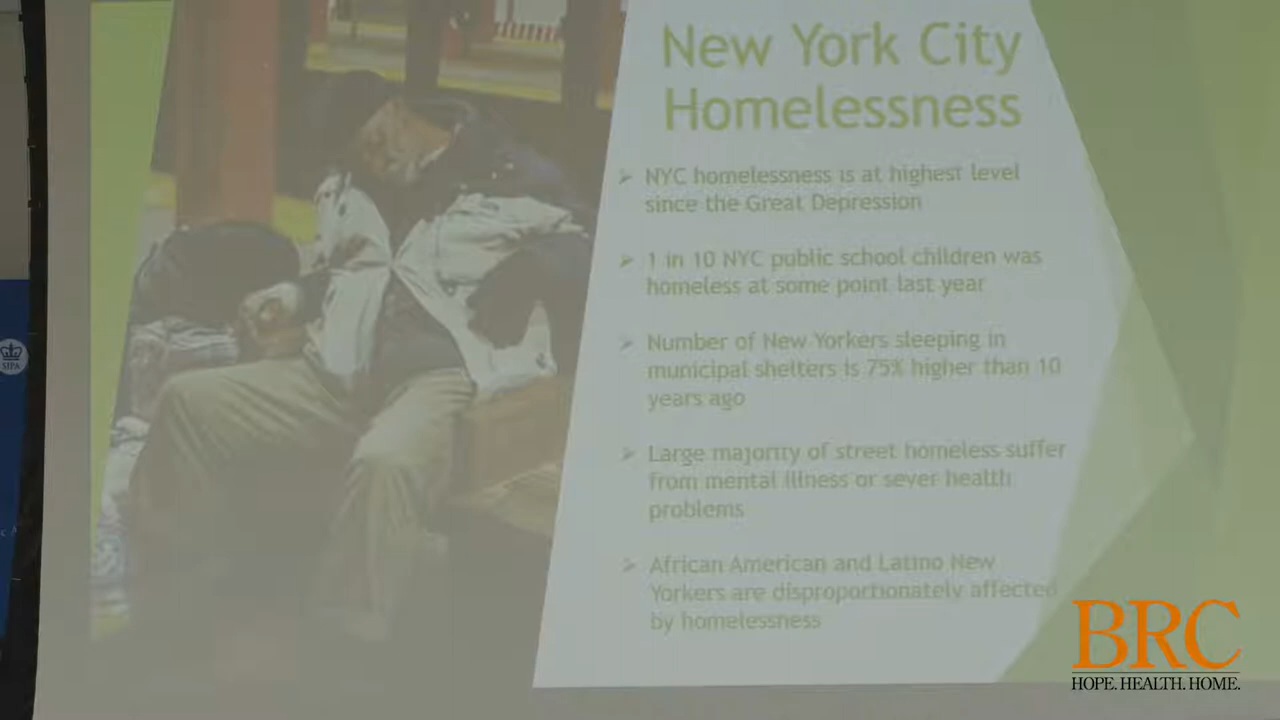 New York City
Homelessness
NYC homelessness is at highest level
since the Great Depression
1 in 10 NYC public school children was
homeless at some point last year
Number of New Yorkers sleeping in
municipal shelters is 75% higher than 10
years ago
Large majority of street homeless suffer
from mental illness or sever health
problems
African American and Latino New
Yorkers are disproportionately affected
by homelessness
SIPA
BRC
HOPE. HEALTH. HOME.